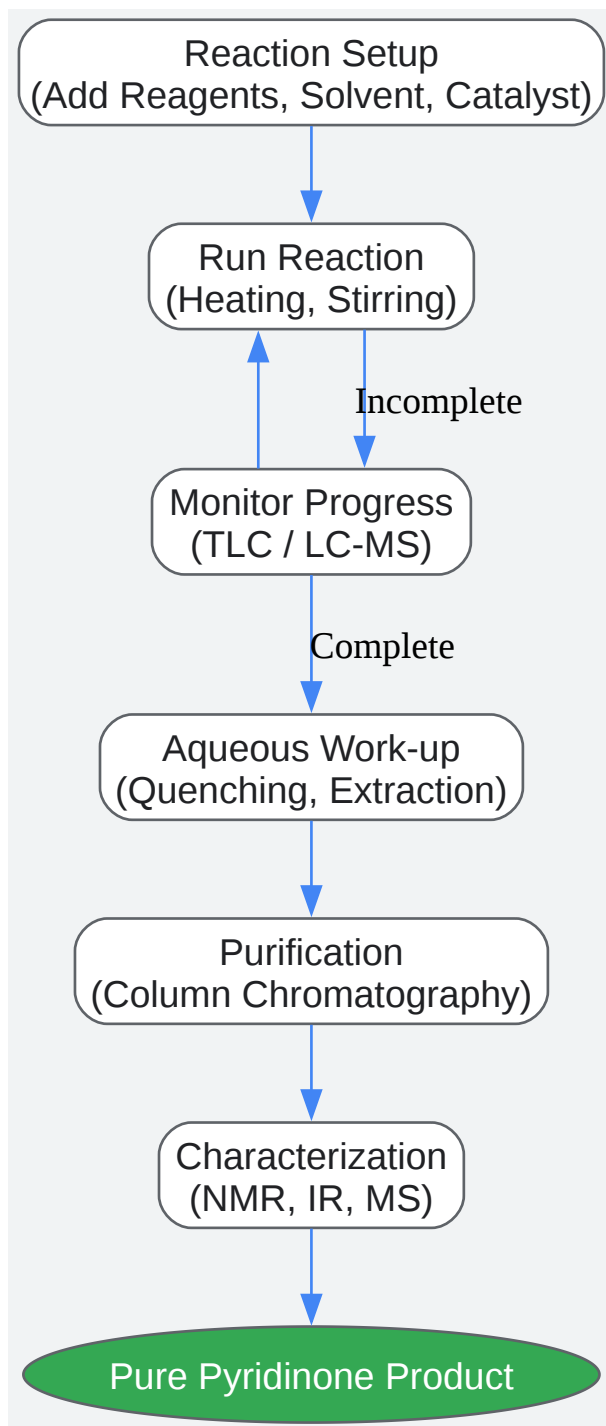 Reaction Setup
(Add Reagents, Solvent, Catalyst)
Run Reaction
(Heating, Stirring)
Incomplete
Monitor Progress
(TLC / LC-MS)
Complete
Aqueous Work-up
(Quenching, Extraction)
Purification
(Column Chromatography)
Characterization
(NMR, IR, MS)
Pure Pyridinone Product